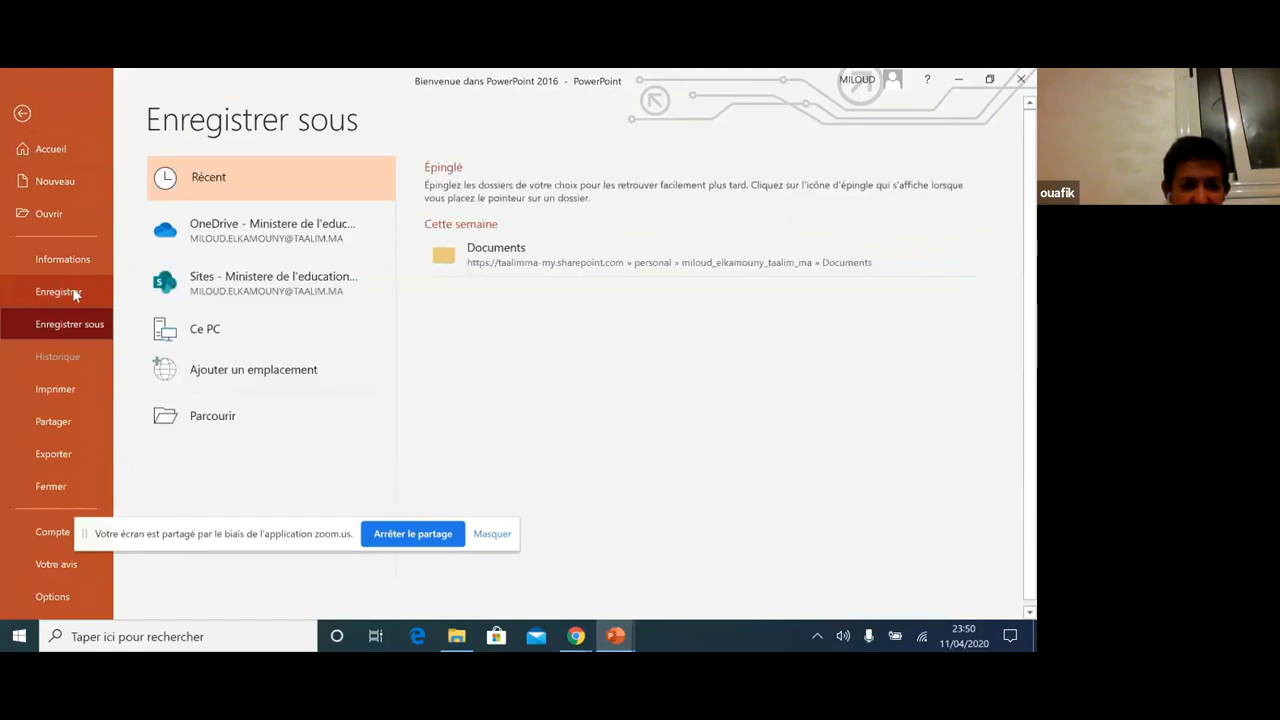 Bienvenue dans PowerPoint 2016 - PowerPoint
MILOUD
?
Enregistrer sous
Accueil
Nouveau
Ouvrir
Informations
Enregistrer
Enregistrer sous
Historique
Imprimer
Partager
Exporter
Fermer
Compte
Votre avis
Options
Récent
OneDrive - Ministere de l'educ...
MILOUD.ELKAMOUNY@TAALIM.MA
Sites - Ministere de l'education...
MILOUD.ELKAMOUNY@TAALIM.MA
Ce PC
Ajouter un emplacement
Parcourir
Épinglé
Épinglez les dossiers de votre choix pour les retrouver facilement plus tard. Cliquez sur l'icône d'épingle qui s'affiche lorsque
vous placez le pointeur sur un dossier.
Cette semaine
Documents
https://taalimma-my.sharepoint.com » personal » miloud_elkamouny_taalim_ma » Documents
ouafik
Votre écran est partagé par le biais de l'application zoom.us.
Arrêter le partage
Masquer
Taper ici pour rechercher
23:50
11/04/2020